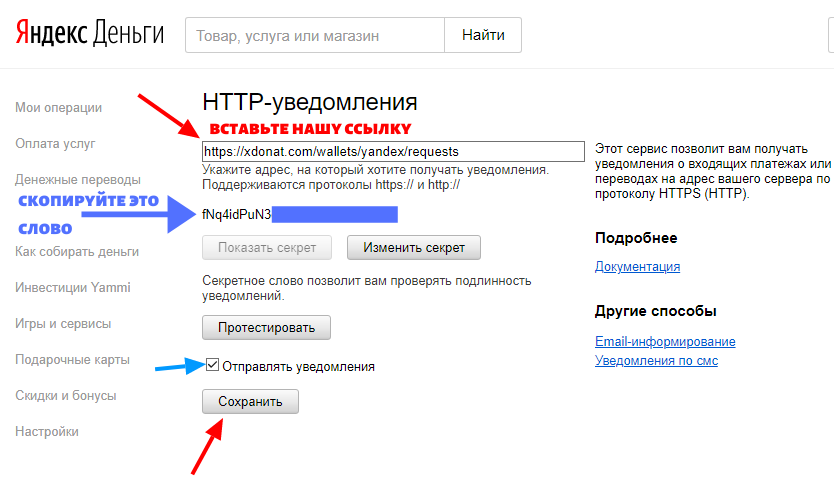 Яндекс Деньги
Товар, услуга или магазин
Найти
Мои операции
Оплата услуг
Денежные переводы
Как собирать деньги
Инвестиции Yammi
Игры и сервисы
Подарочные карты
Скидки и бонусы
Настройки
HTTP-уведомления
ВСТАВЬТЕ НАШУ ССЫЛКУ
https://xdonat.com/wallets/yandex/requests
Укажите адрес, на который хотите получать уведомления.
Поддерживаются протоколы https:// и http://
СКОПИРУЙТЕ ЭТО
СЛОВО
fNq4idPuN3
Показать секрет
Изменить секрет
Секретное слово позволит вам проверять подлинность
уведомлений.
Протестировать
Отправлять уведомления
Сохранить
Этот сервис позволит вам получать
уведомления о входящих платежах или
переводах на адрес вашего сервера по
протоколу HTTPS (HTTP).
Подробнее
Документация
Другие способы
Email-информирование
Уведомления по смс